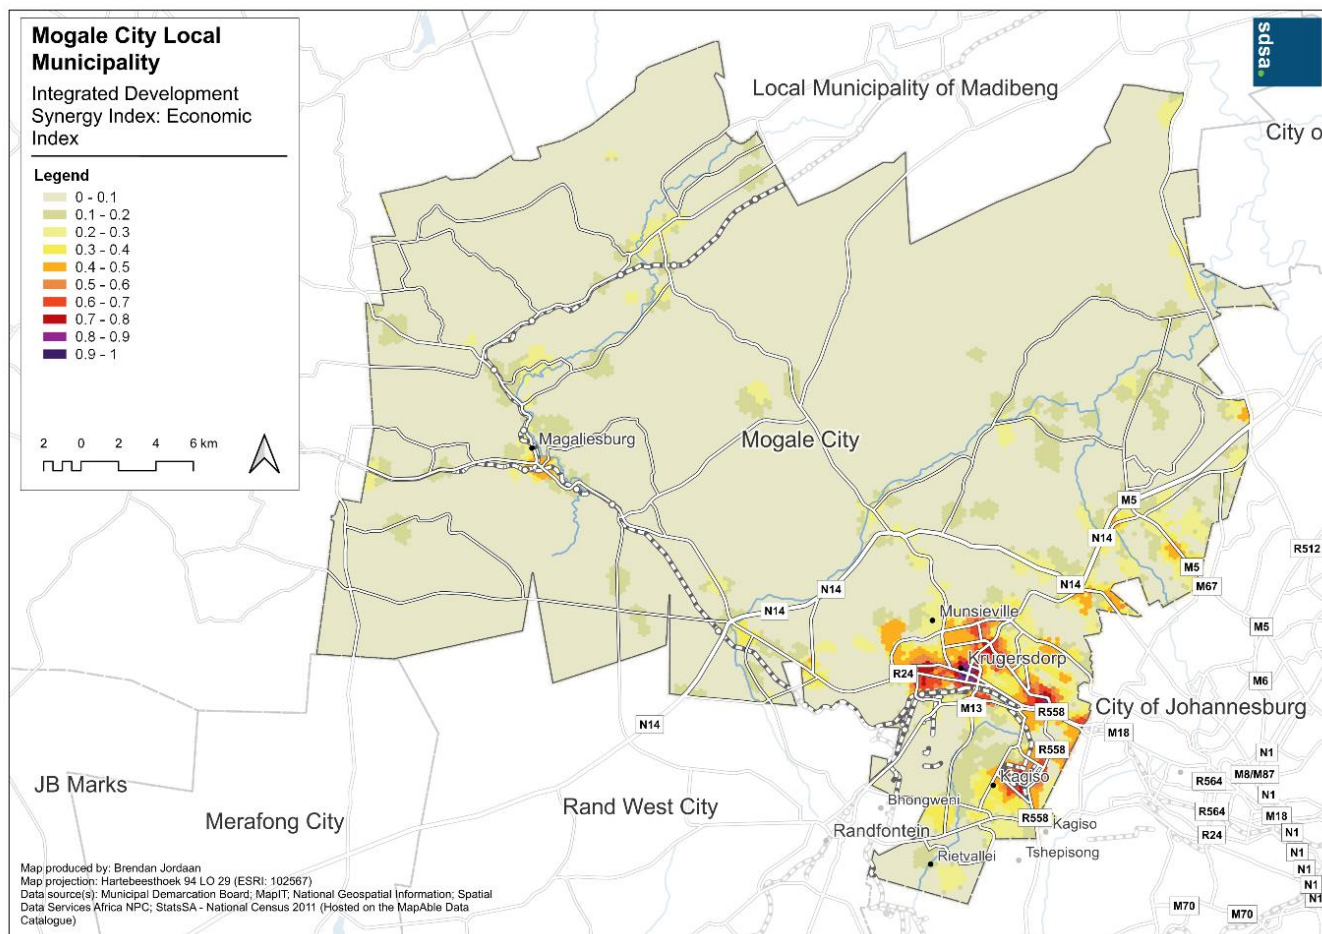 Mogale City Local
Municipality
Integrated Development
Synergy Index: Economic
Index
Legend
0 - 0.1
0.1 - 0.2
0.2 - 0.3
0.3 - 0.4
0.4 - 0.5
0.5 - 0.6
0.6 - 0.7
0.7 - 0.8
0.8 - 0.9
0.9 - 1
2 0 2 4 6 km
sdsa
Local Municipality of Madibeng
City o
Magaliesburg
Mogale City
M5
N14
R512
M5
N14
M67
N14
N14
Munsieville
M5
Krugersdorp
R24
M6
M13
R558
City of Johannesburg
N14
M18
R558
N1
M8/M87
R564
JB Marks
Kagiso
N1
Rand West City
Bhongweni
R564
M18
Merafong City
R558
Kagiso
Randfontein
R24
N1
Tshepisong
N1
Rietvallei
N1
N1
M70
M70
N1
Map produced by: Brendan Jordaan
Map projection: Hartebeesthoek 94 LO 29 (ESRI: 102567)
Data source(s): Municipal Demarcation Board; MapIT; National Geospatial Information; Spatial
Data Services Africa NPC; StatsSA - National Census 2011 (Hosted on the MapAble Data
Catalogue)